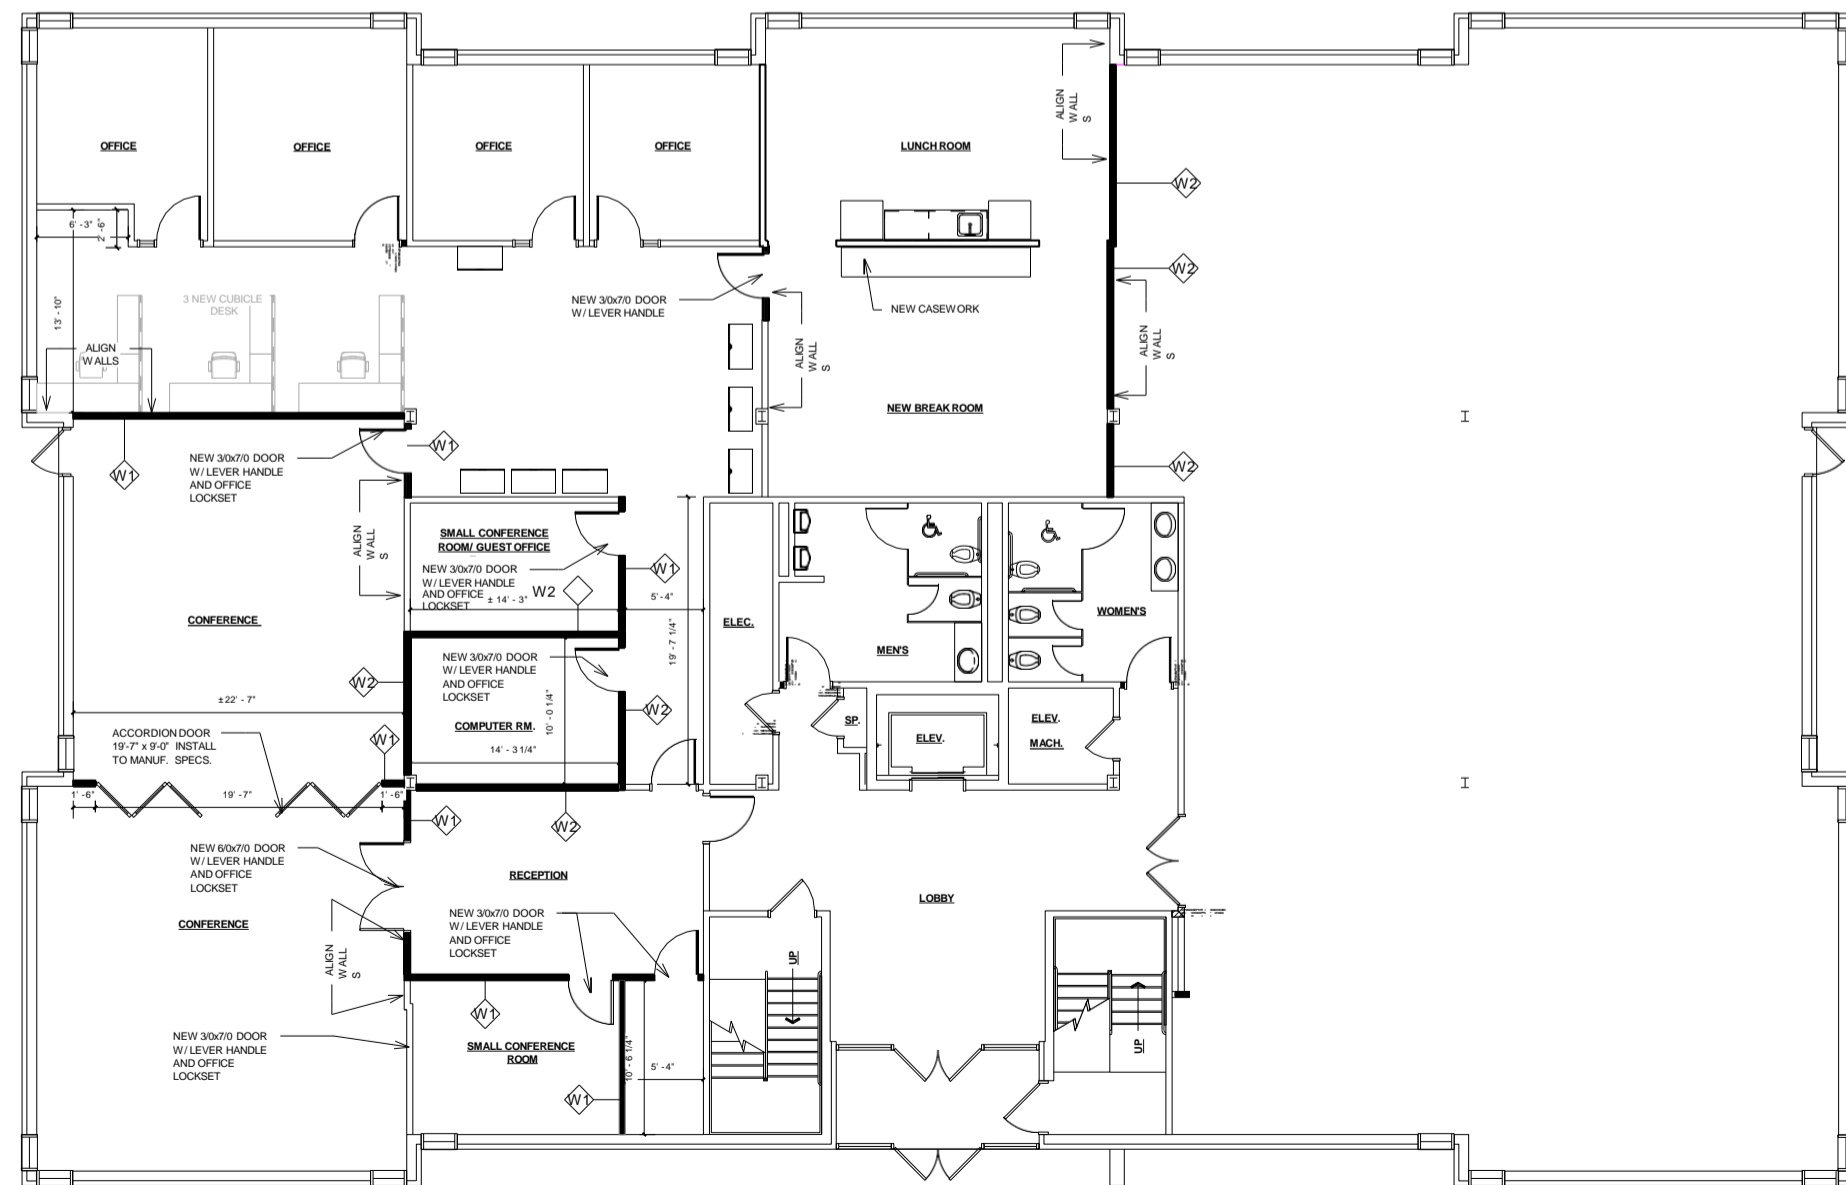 OFFICE
OFFICE
OFFICE
OFFICE
LUNCH ROOM
ALIGN
WALL
S
W2
6' -3"
2' -6"
13' -10"
3 NEW CUBICLE
DESK
ALIGN
WALLS
NEW 3/0x7/0 DOOR
W/ LEVER HANDLE
NEW CASEWORK
W2
ALIGN
WALL
S
ALIGN
WALL
S
NEW BREAK ROOM
W2
W1
NEW 3/0x7/0 DOOR
W/ LEVER HANDLE
AND OFFICE
LOCKSET
W1
ALIGN
WALL
S
SMALL CONFERENCE
ROOM/ GUEST OFFICE
NEW 3/0x7/0 DOOR
W/ LEVER HANDLE
AND OFFICE
LOCKSET
± 14' - 3"
W2
W1
5' -4"
19' -7 1/4"
ELEC.
MEN'S
WOMEN'S
CONFERENCE
NEW 3/0x7/0 DOOR
W/ LEVER HANDLE
AND OFFICE
LOCKSET
10' -0 1/4"
COMPUTER RM.
14' - 3 1/4"
W2
W2
±22' - 7"
SP.
ELEV.
ELEV.
MACH.
ACCORDION DOOR
19'-7" x 9'-0" INSTALL
TO MANUF. SPECS.
W1
1' -6"
19' -7"
1' -6"
W1
W2
NEW 6/0x7/0 DOOR
W/ LEVER HANDLE
AND OFFICE
LOCKSET
RECEPTION
LOBBY
CONFERENCE
NEW 3/0x7/0 DOOR
W/ LEVER HANDLE
AND OFFICE
LOCKSET
ALIGN
WALL
S
UP
W1
NEW 3/0x7/0 DOOR
W/ LEVER HANDLE
AND OFFICE
LOCKSET
SMALL CONFERENCE
ROOM
10' -6 1/4"
5' -4"
UP
W1